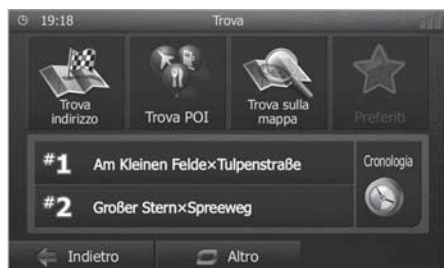 19:18 Trova
Trova indirizzo
Trova POI
Trova sulla mappa
Preferiti
#1 Am Kleinen Felde×Tulpenstraße
Cronologia
#2 Großer Stern×Spreeweg
Indietro
Altro